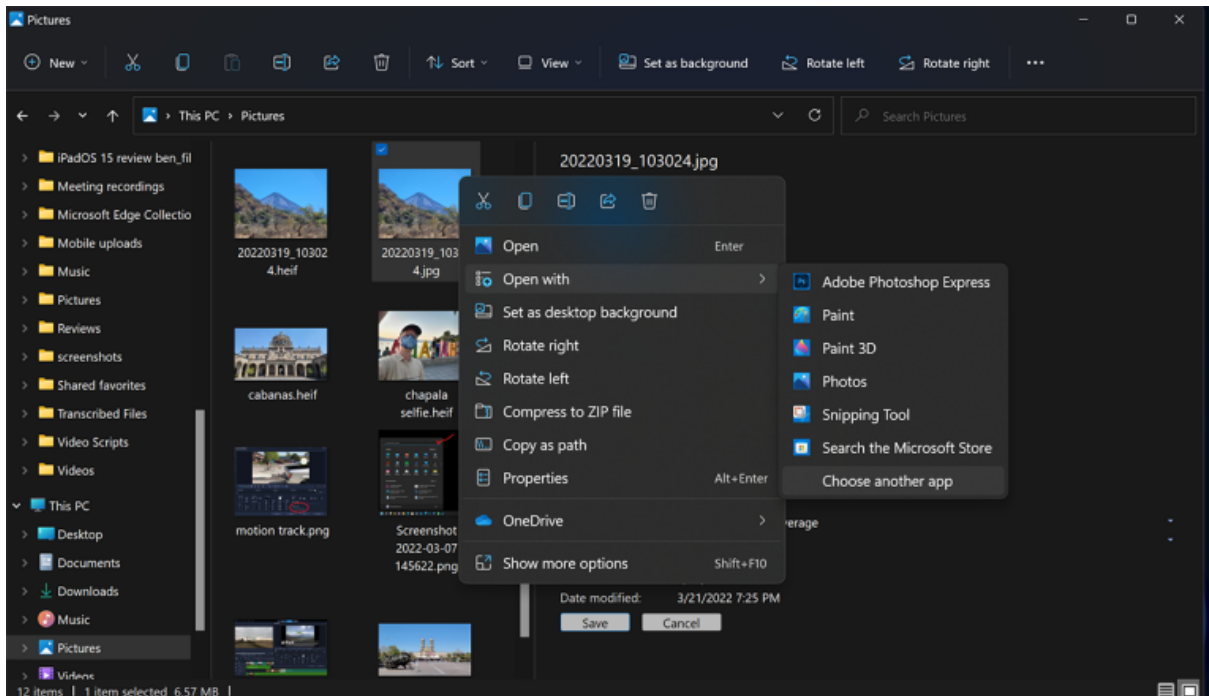 Pictures
New
Sort
View
Set as background
Rotate left
Rotate right
This PC
Pictures
Search Pictures
iPadOS 15 review ben_fil
Meeting recordings
Microsoft Edge Collectio
Mobile uploads
Music
Pictures
Reviews
screenshots
Shared favorites
Transcribed Files
Video Scripts
Videos
This PC
Desktop
Documents
Downloads
Music
Pictures
Videos
20220319_10302
4.heif
20220319_103
4.jpg
cabanas.heif
chapala
selfie.heif
motion track.png
Screenshot
2022-03-07
145622.png
20220319_103024.jpg
Open Enter
Open with
Set as desktop background
Rotate right
Rotate left
Compress to ZIP file
Copy as path
Properties Alt+Enter
OneDrive
Show more options Shift+F10
Adobe Photoshop Express
Paint
Paint 3D
Photos
Snipping Tool
Search the Microsoft Store
Choose another app
verage
Date modified: 3/21/2022 7:25 PM
Save Cancel
12 items 1 item selected 6.57 MB